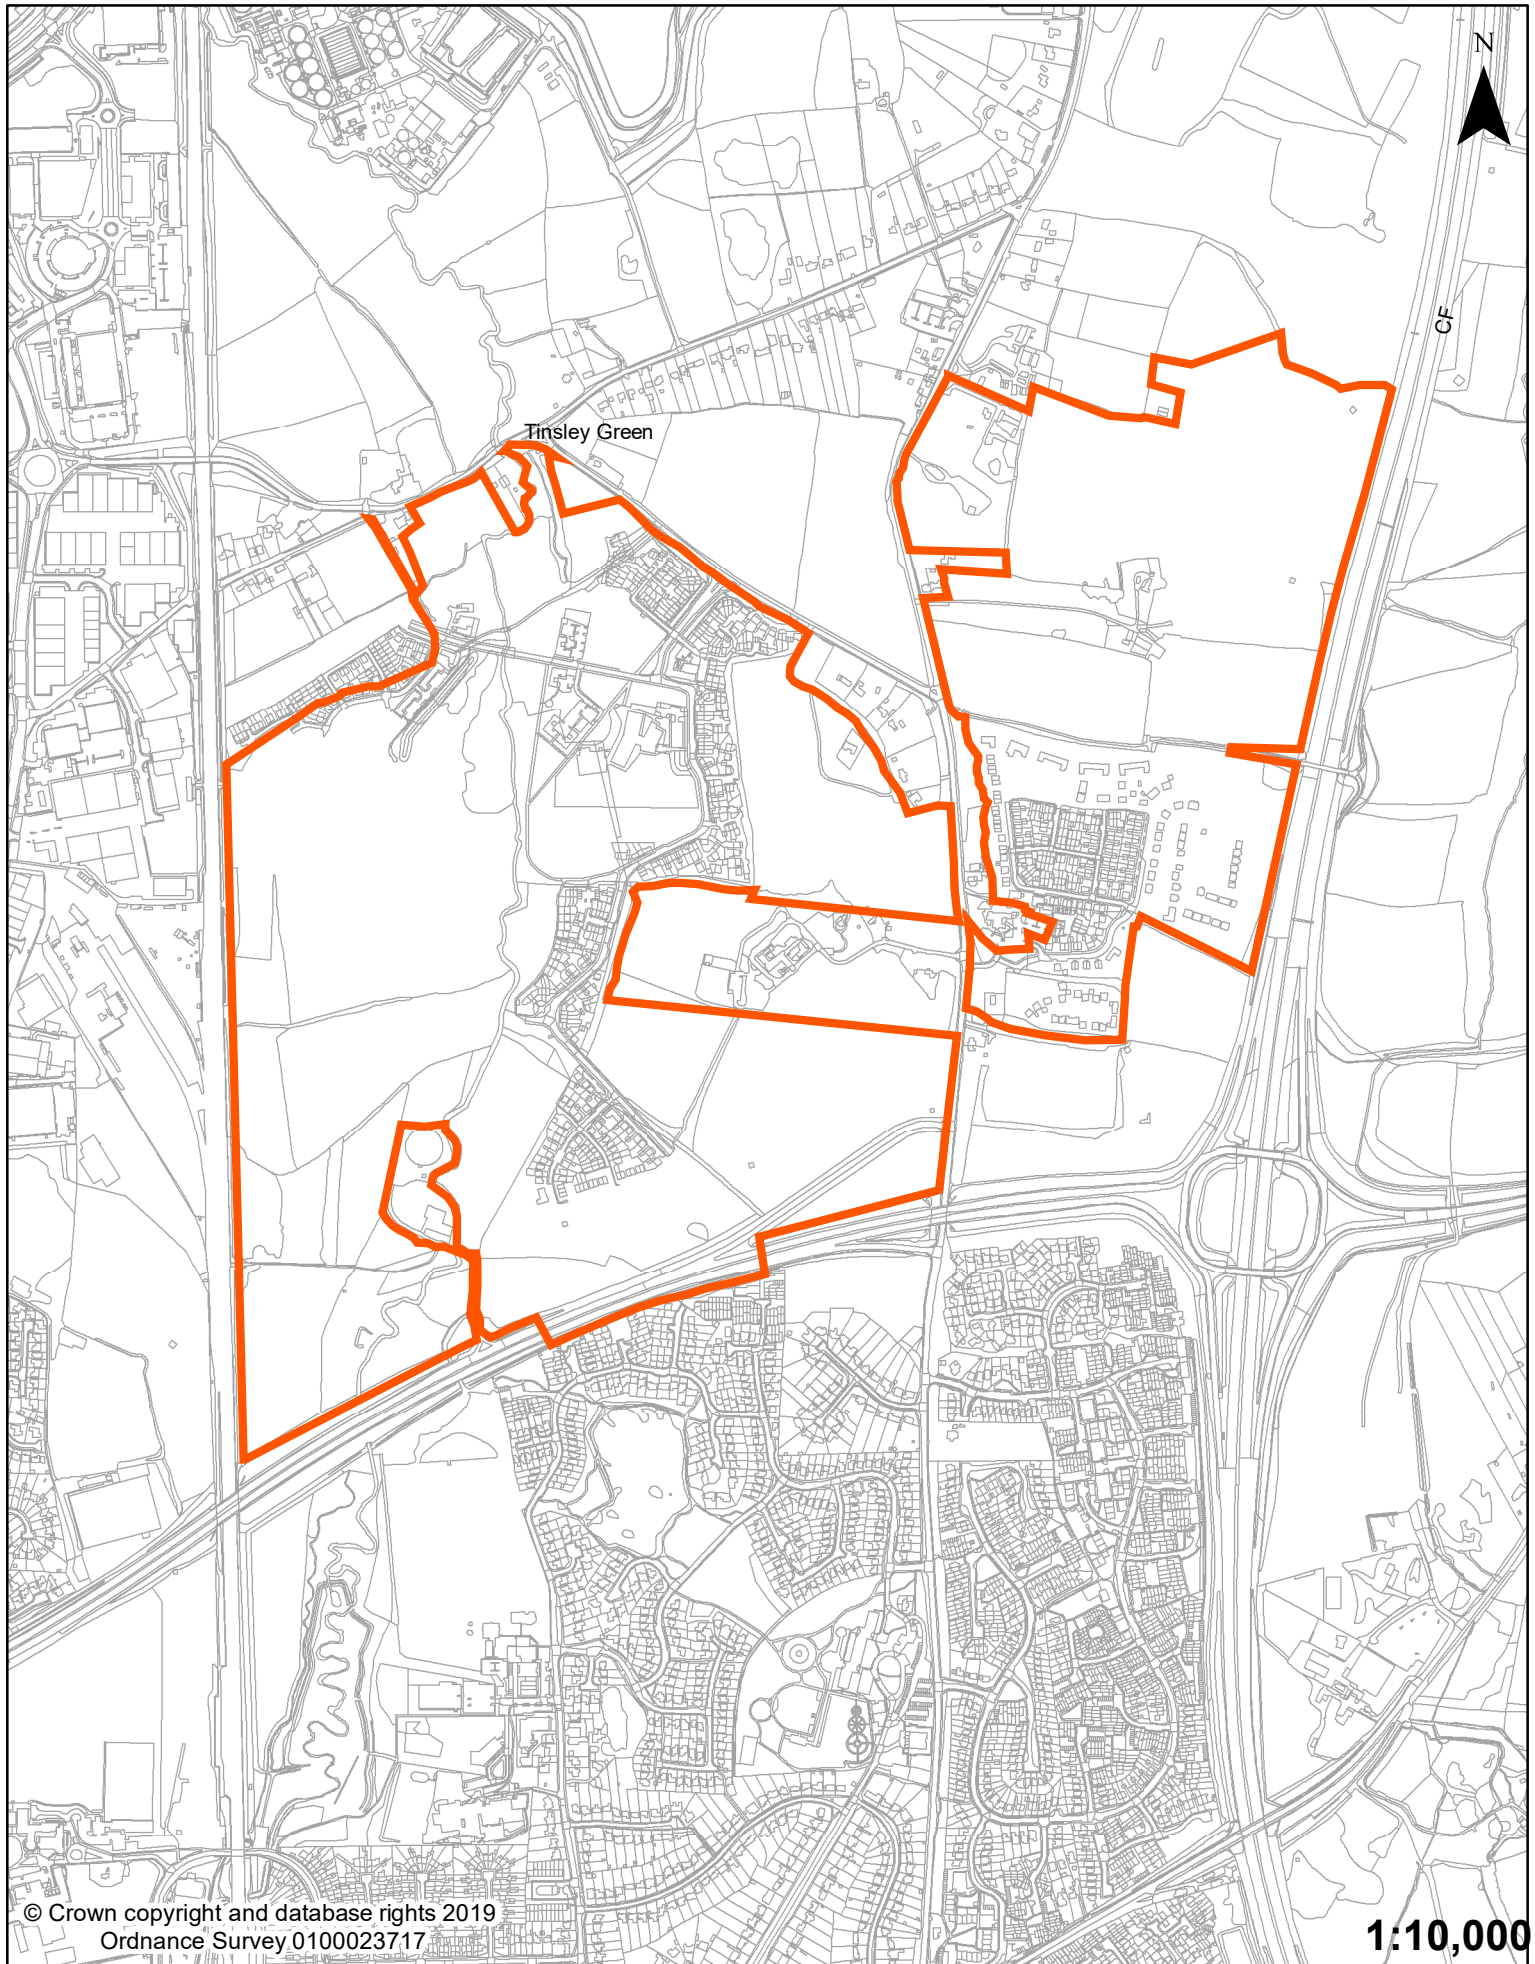 N
CF
Tinsley Green
© Crown copyright and database rights 2019
Ordnance Survey 0100023717
1:10,000